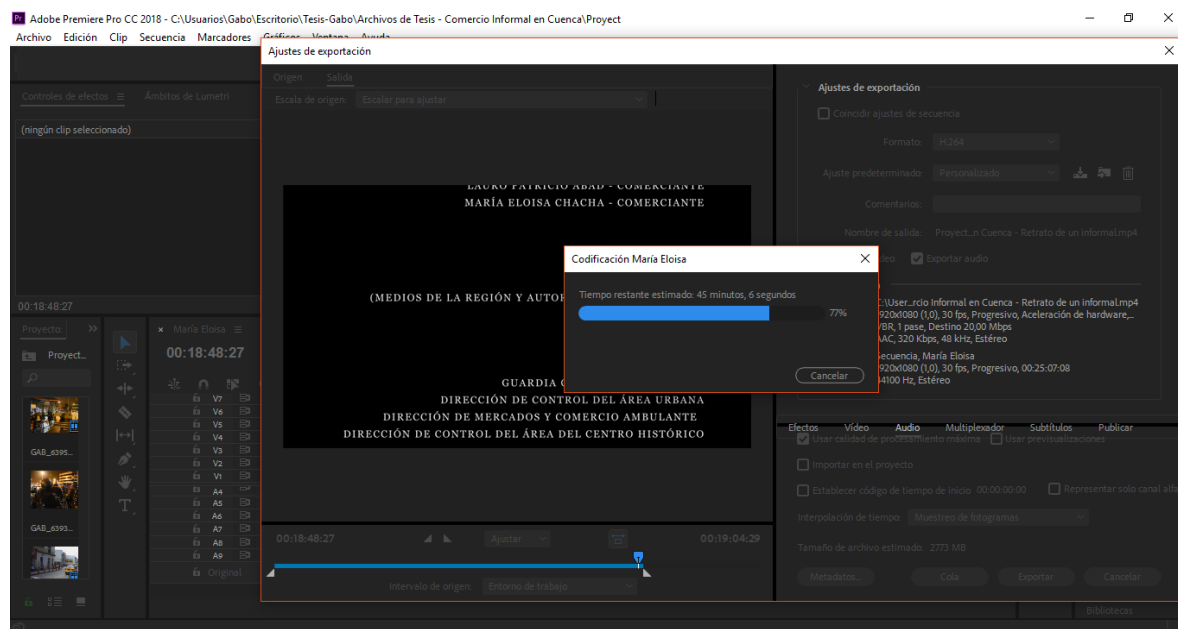 Adobe Premiere Pro CC 2018 - C:\Usuarios\Gabo\Escritorio\Tesis-Gabo\Archivos de Tesis - Comercio Informal en Cuenca\Proyect
Archivo Edición Clip Secuencia Marcadores Gráficos Ventana Ayuda
Ajustes de exportación
Origen Salida
Escala de origen: Escalar para ajustar
Controles de efectos Ámbitos de Lumetri
(ningún clip seleccionado)
00:18:48:27
Proyecto
Proyect...
GAB_6395...
GAB_6393...
María Eloisa
00:18:48:27
V7
V6
V5
V4
V3
V2
V1
A4
A5
A6
A7
A8
A9
Original
LAURO PATRICIO ABAD - COMERCIANTE
MARÍA ELOISA CHACHA - COMERCIANTE
(MEDIOS DE LA REGIÓN Y
GUARDIA
DIRECCIÓN DE CONTROL DEL ÁREA URBANA
DIRECCIÓN DE MERCADOS Y COMERCIO AMBULANTE
DIRECCIÓN DE CONTROL DEL ÁREA DEL CENTRO HISTÓRICO
00:18:48:27 Ajustar 00:19:04:29
Intervalo de origen: Entorno de trabajo
Codificación María Eloisa
Tiempo restante estimado: 45 minutos, 6 segundos
77%
Cancelar
Ajustes de exportación
Coincidir ajustes de secuencia
Formato: H.264
Ajuste predeterminado: Personalizado
Comentarios:
Nombre de salida: Proyect...n Cuenca - Retrato de un informal.mp4
Exportar audio
C:\User...rcio Informal en Cuenca - Retrato de un informal.mp4
1920x1080 (1,0), 30 fps, Progresivo, Aceleración de hardware,...
VBR, 1 pase, Destino 20,00 Mbps
AAC, 320 Kbps, 48 kHz, Estéreo
Secuencia, María Eloisa
1920x1080 (1,0), 30 fps, Progresivo, 00:25:07:08
44100 Hz, Estéreo
Efectos Vídeo Audio Multiplexador Subtítulos Publicar
Usar calidad de procesamiento máxima Usar previsualizaciones
Importar en el proyecto
Establecer código de tiempo de inicio 00:00:00:00 Representar solo canal alfa
Interpolación de tiempo: Muestreo de fotogramas
Tamaño de archivo estimado: 2773 MB
Metadatos... Cola Exportar Cancelar
Bibliotecas